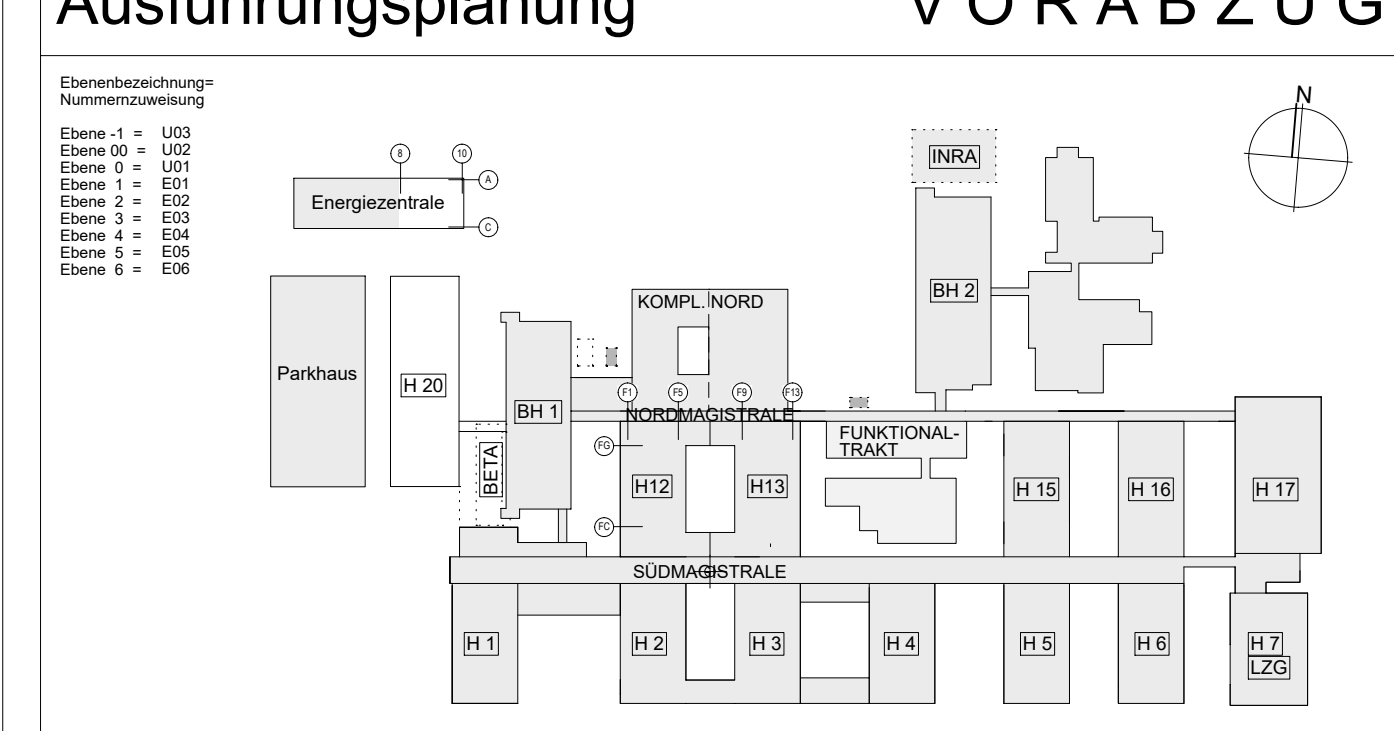 Ausführungsplanung
VORABZUG
Ebenenbezeichnung=
Nummernzuweisung
Ebene -1 = U03
Ebene 00 = U02
Ebene 0 = U01
Ebene 1 = E01
Ebene 2 = E02
Ebene 3 = E03
Ebene 4 = E04
Ebene 5 = E05
Ebene 6 = E06
N
8
10
A
Energiezentrale
C
INRA
BH 2
KOMPL. NORD
Parkhaus
H 20
BH 1
F1
F5
F9
F13
NORDMAGISTRALE
FUNKTIONAL-
TRAKT
BETA
FG
H12
H13
H 15
H 16
H 17
FC
SÜDMAGISTRALE
H 1
H 2
H 3
H 4
H 5
H 6
H 7
LZG